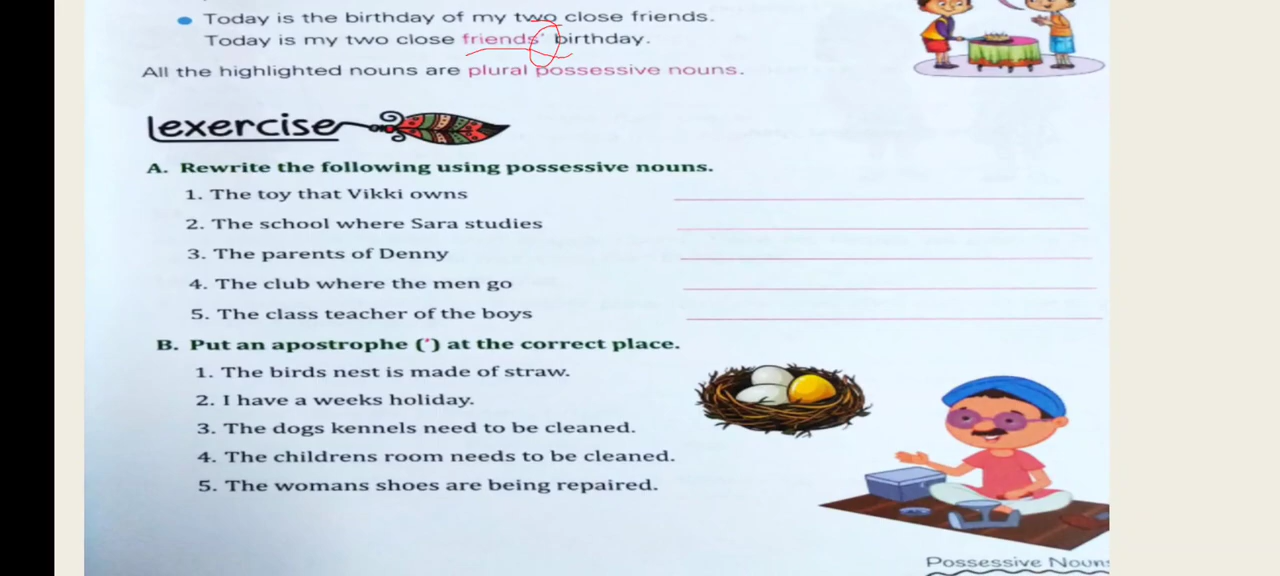 Today is the birthday of my two close friends.
Today is my two close friends' birthday.
All the highlighted nouns are plural possessive nouns.
exercise
A. Rewrite the following using possessive nouns.
1. The toy that Vikki owns
2. The school where Sara studies
3. The parents of Denny
4. The club where the men go
5. The class teacher of the boys
B. Put an apostrophe (') at the correct place.
1. The birds nest is made of straw.
2. I have a weeks holiday.
3. The dogs kennels need to be cleaned.
4. The childrens room needs to be cleaned.
5. The womans shoes are being repaired.
Possessive Nouns